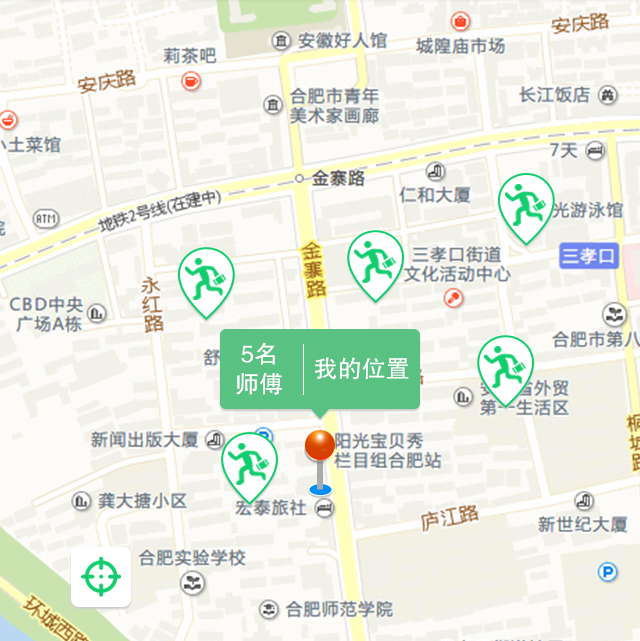 安徽好人馆
城隍庙市场
安庆路
莉茶吧
安庆路
合肥市青年
美术家画廊
长江饭店
小土菜馆
7天
金寨路
仁和大厦
ATM
地铁2号线(在建中)
光游泳馆
金寨路
三孝口街道
文化活动中心
三孝口
永红路
CBD中央
广场A栋
合肥市第八
5名
师傅
我的位置
舒
路
省外贸
第一生活区
桐城路
新闻出版大厦
阳光宝贝秀
栏目组合肥站
龚大塘小区
宏泰旅社
庐江路
新世纪大厦
合肥实验学校
P
环城西路
合肥师范学院